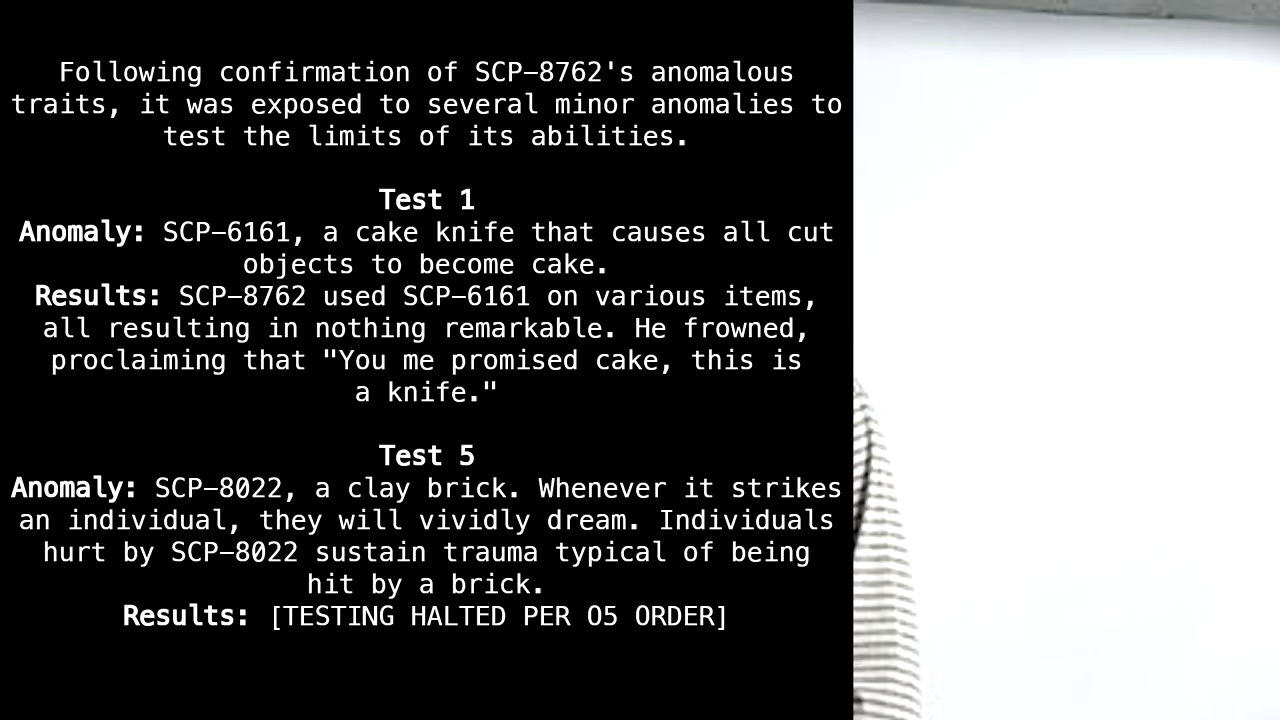 Following confirmation of SCP-8762's anomalous
traits, it was exposed to several minor anomalies to
test the limits of its abilities.
Test 1
Anomaly: SCP-6161, a cake knife that causes all cut
objects to become cake.
Results: SCP-8762 used SCP-6161 on various items,
all resulting in nothing remarkable. He frowned,
proclaiming that "You me promised cake, this is
a knife."
Test 5
Anomaly: SCP-8022, a clay brick. Whenever it strikes
an individual, they will vividly dream. Individuals
hurt by SCP-8022 sustain trauma typical of being
hit by a brick.
Results: [TESTING HALTED PER O5 ORDER]